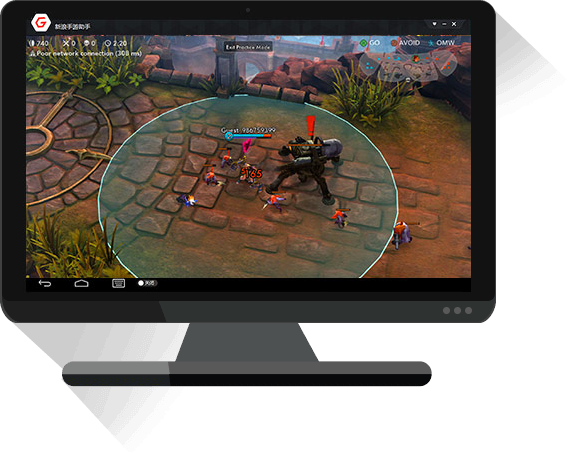 G
新浪手游助手
740 0 0 2:20
Exit Practice Mode
GO AVOID OMW
Poor network connection (308 ms)
Guest_986759399
165
关闭